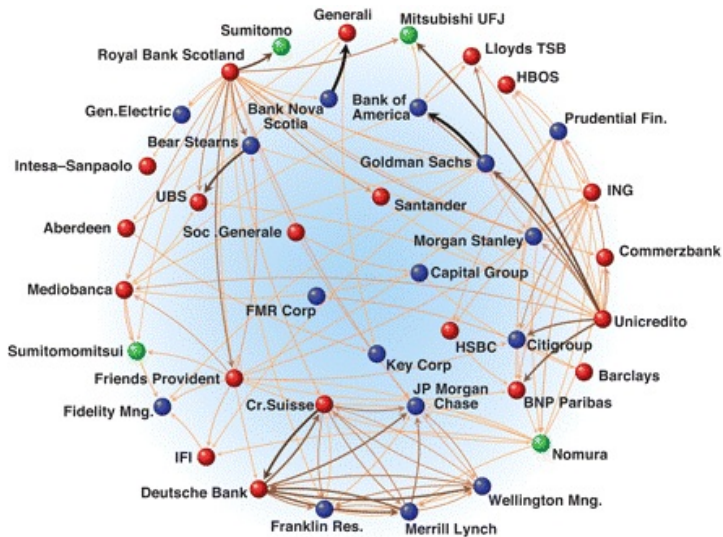 Generali
Sumitomo
Mitsubishi UFJ
Royal Bank Scotland
Lloyds TSB
HBOS
Gen.Electric
Bank Nova
Scotia
Bank of
America
Prudential Fin.
Bear Stearns
Goldman Sachs
Intesa–Sanpaolo
UBS
Santander
ING
Aberdeen
Soc .Generale
Morgan Stanley
Commerzbank
Capital Group
Mediobanca
FMR Corp
Unicredito
Sumitomomitsui
HSBC
Citigroup
Key Corp
Friends Provident
Barclays
JP Morgan
Chase
BNP Paribas
Fidelity Mng.
Cr.Suisse
IFI
Nomura
Deutsche Bank
Wellington Mng.
Franklin Res.
Merrill Lynch